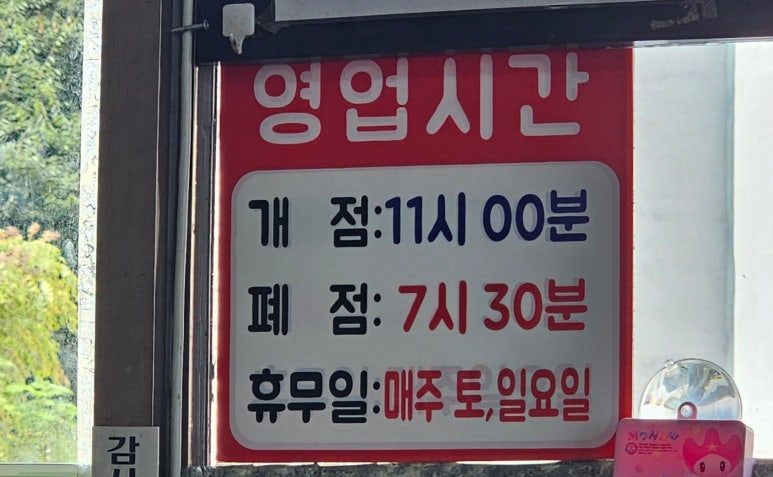 영업시간
개 점:11시 00분
폐 점: 7시 30분
휴무일:매주 토,일요일